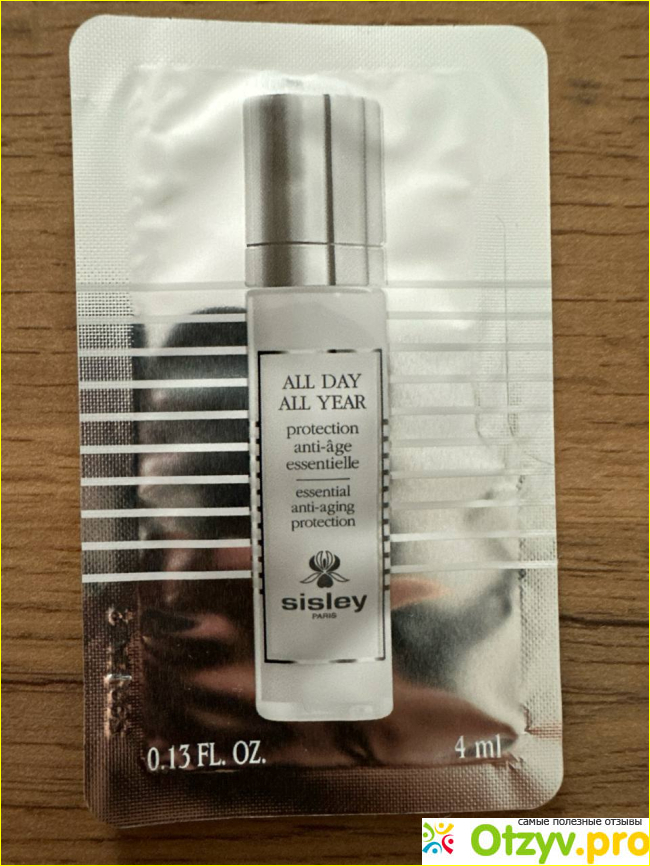 ALL DAY
ALL YEAR
protection
anti-âge
essentielle
essential
anti-aging
protection
sisley
PARIS
0.13 FL. OZ.
4 ml
самые полезные отзывы
Otzyv.pro